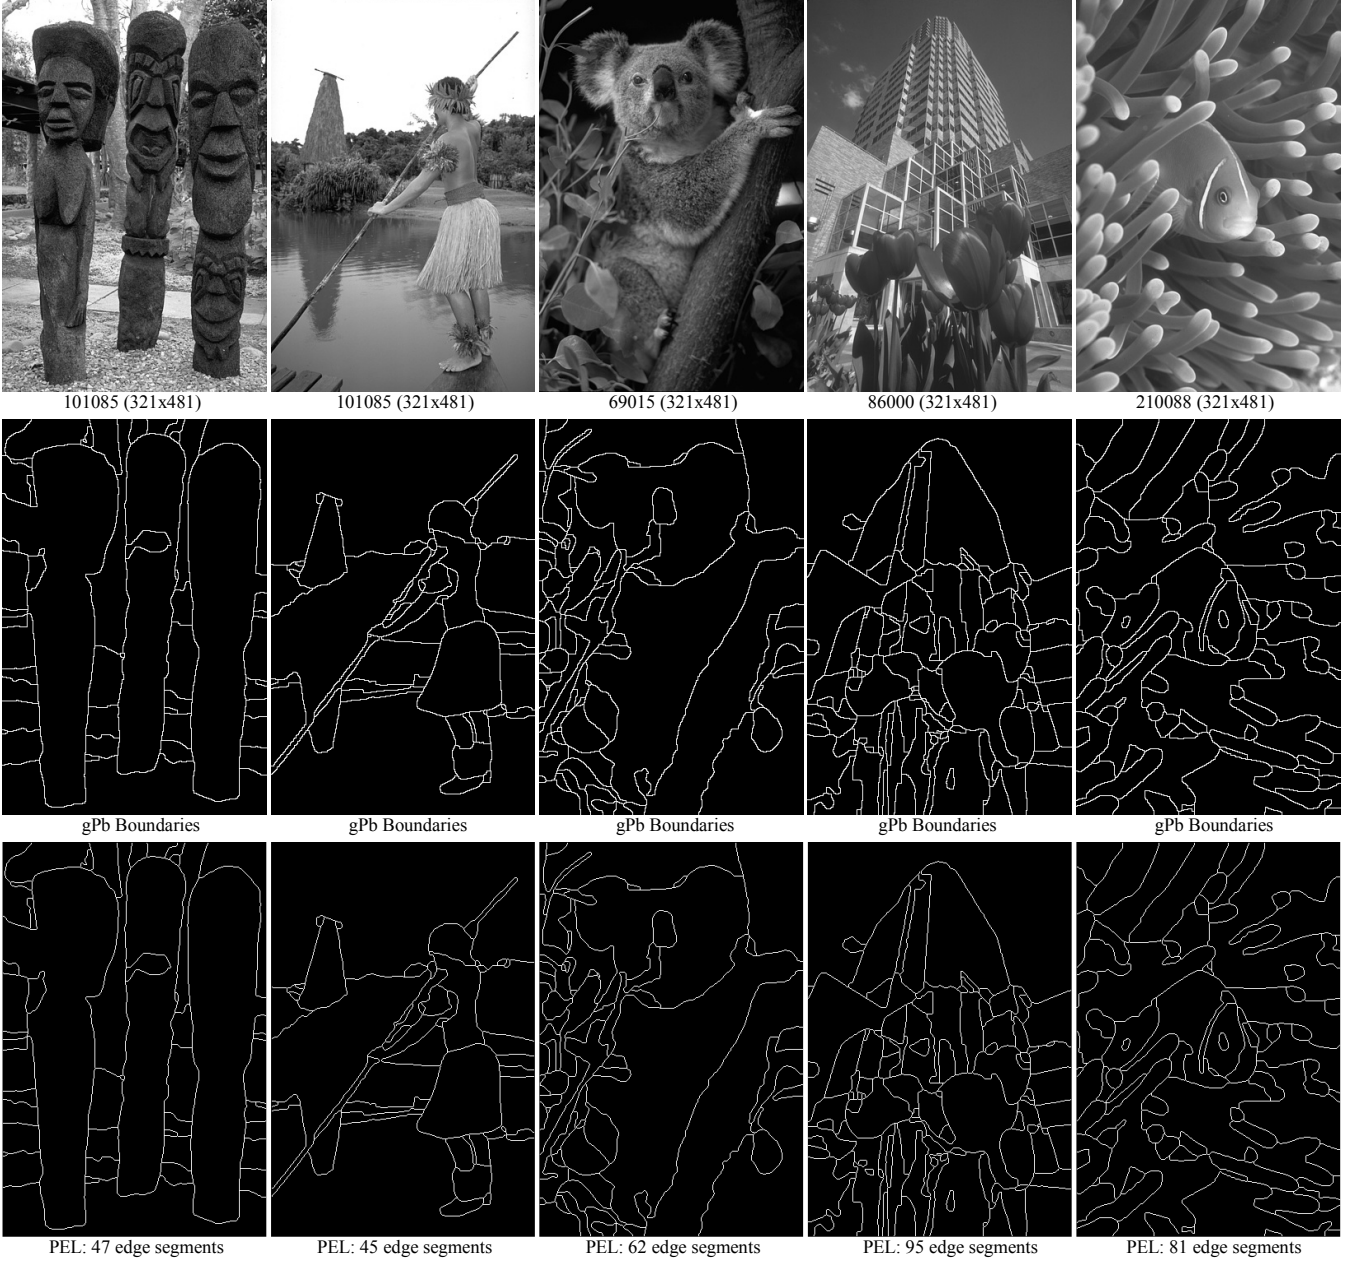 101085 (321x481)
101085 (321x481)
69015 (321x481)
86000 (321x481)
210088 (321x481)
gPb Boundaries
gPb Boundaries
gPb Boundaries
gPb Boundaries
gPb Boundaries
PEL: 47 edge segments
PEL: 45 edge segments
PEL: 62 edge segments
PEL: 95 edge segments
PEL: 81 edge segments